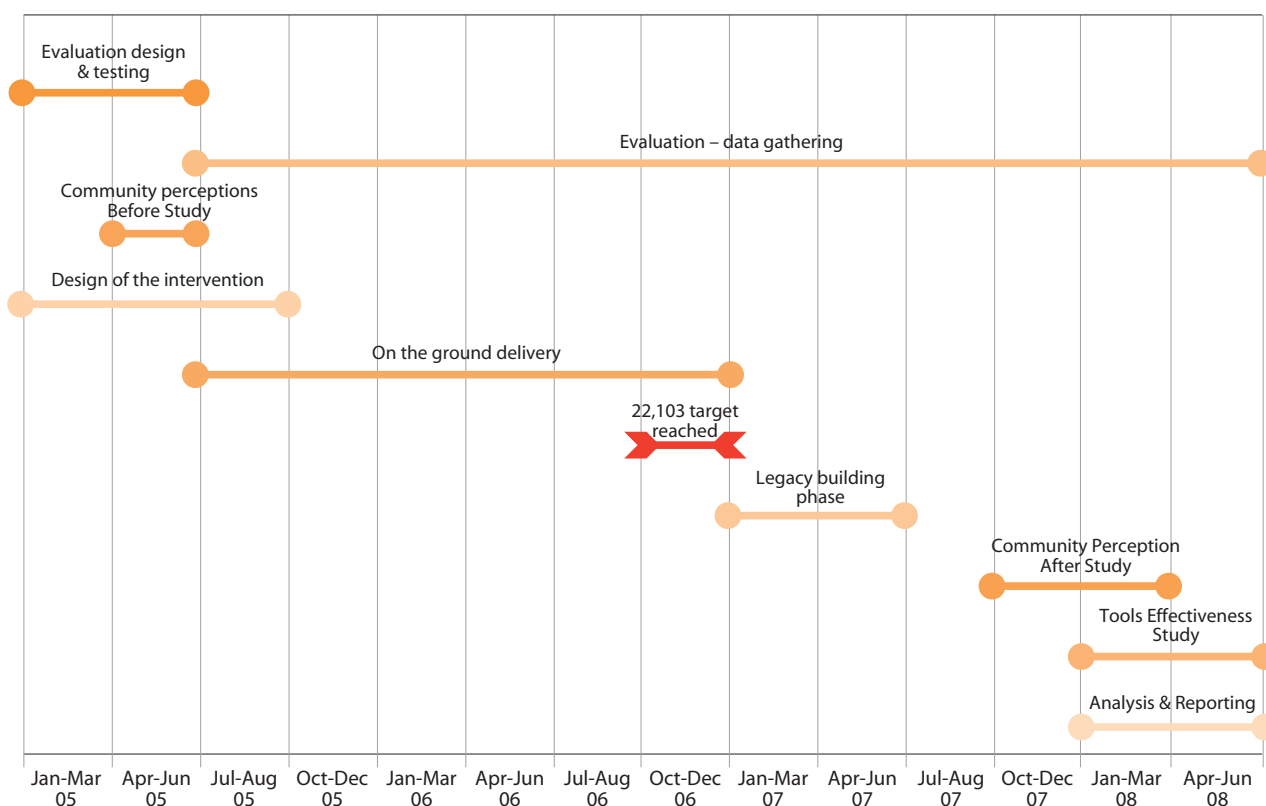 Evaluation design
& testing
Evaluation – data gathering
Community perceptions
Before Study
Design of the intervention
On the ground delivery
22,103 target
reached
Legacy building
phase
Community Perception
After Study
Tools Effectiveness
Study
Analysis & Reporting
Jan-Mar Apr-Jun Jul-Aug Oct-Dec Jan-Mar Apr-Jun Jul-Aug Oct-Dec Jan-Mar Apr-Jun Jul-Aug Oct-Dec Jan-Mar Apr-Jun
05 05 05 05 06 06 06 06 07 07 07 07 08 08